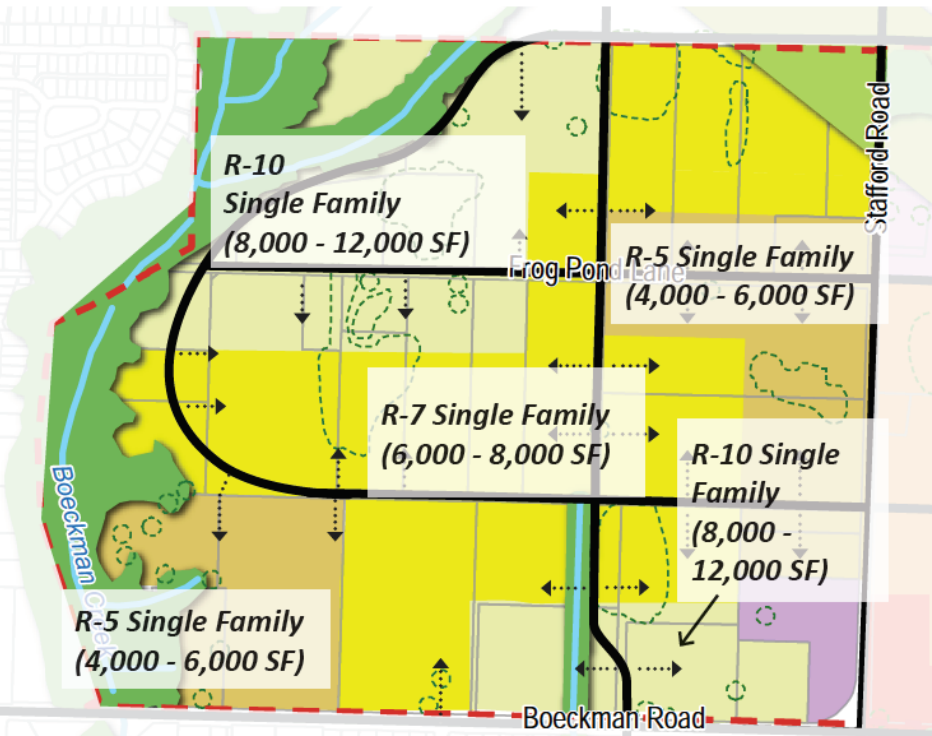 R-10
Single Family
(8,000 - 12,000 SF)
Stafford Road
Frog Pond Lane
R-5 Single Family
(4,000 - 6,000 SF)
R-7 Single Family
(6,000 - 8,000 SF)
R-10 Single
Family
(8,000 -
12,000 SF)
Boeckman Creek
R-5 Single Family
(4,000 - 6,000 SF)
Boeckman Road